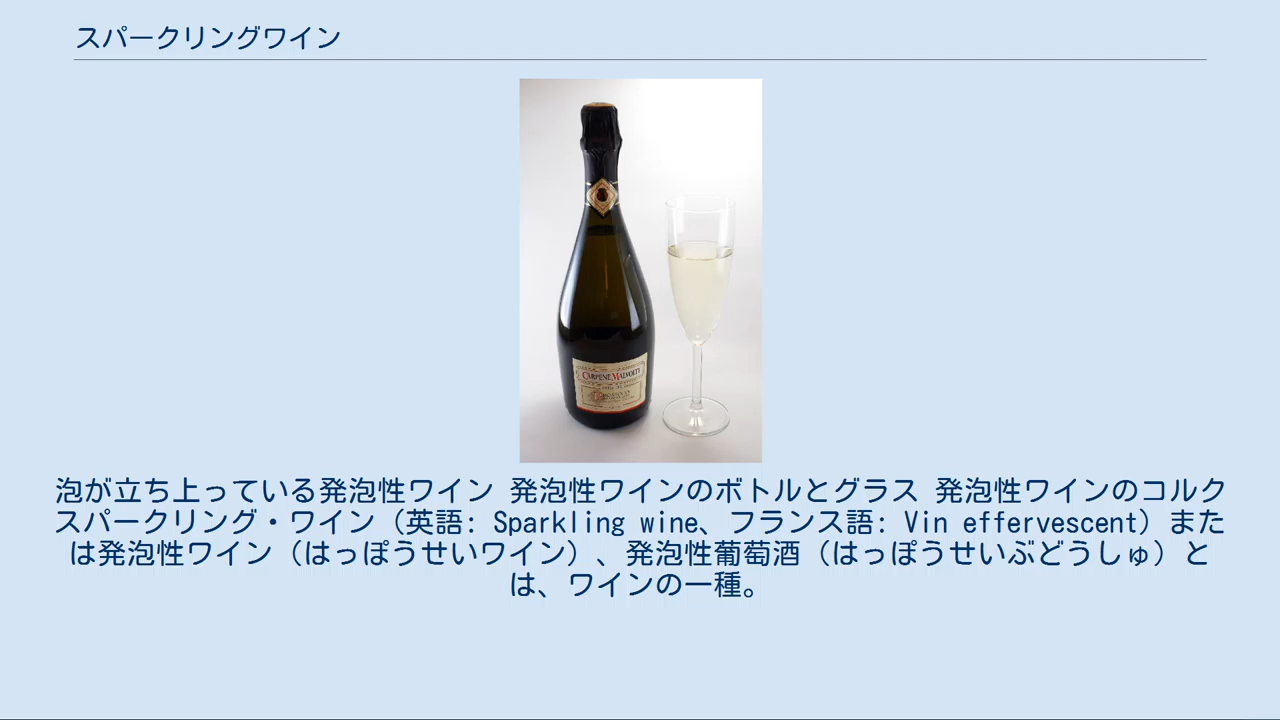 スパークリングワイン
CARPENÈ MALVOLTI
泡が立ち上っている発泡性ワイン 発泡性ワインのボトルとグラス 発泡性ワインのコルク
スパークリング・ワイン（英語: Sparkling wine、フランス語: Vin effervescent）また
は発泡性ワイン（はっぽうせいワイン）、発泡性葡萄酒（はっぽうせいぶどうしゅ）と
は、ワインの一種。